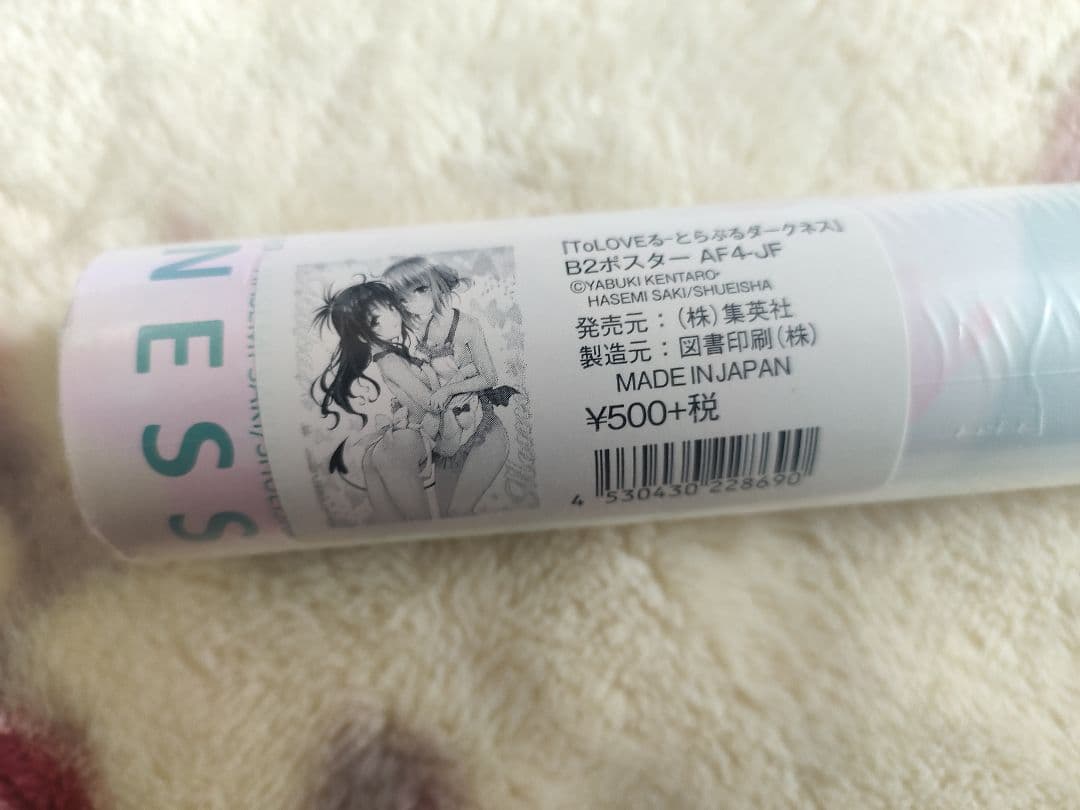 NESS
『ToLOVEる-とらぶるダークネス』
B2ポスター AF4-JF
©YABUKI KENTARO・
HASEMI SAKI/SHUEISHA
発売元：(株)集英社
製造元：図書印刷(株)
MADE IN JAPAN
¥500+税
4 530430 228690